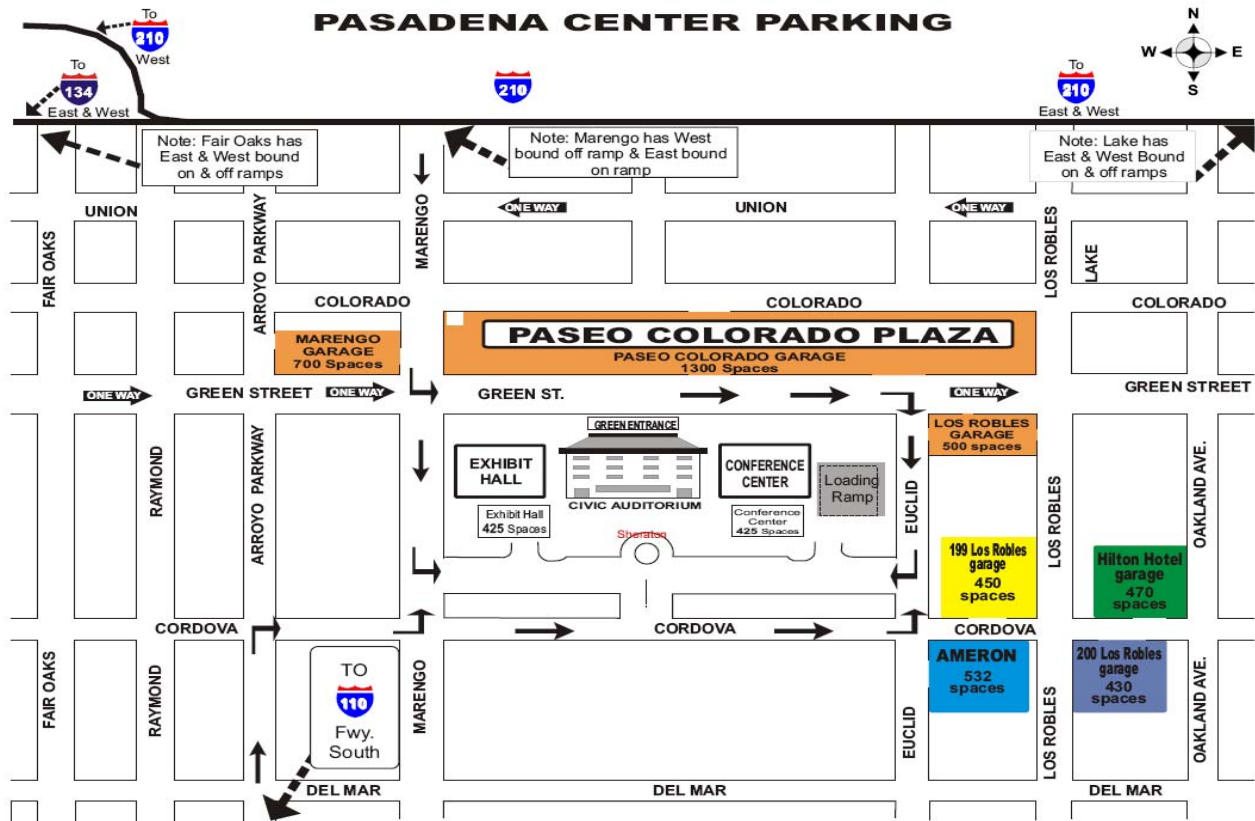 PASADENA CENTER PARKING
To
210
West
To
134
East & West
210
To
210
East & West
N
W
E
S
Note: Fair Oaks has
East & West bound
on & off ramps
Note: Marengo has West
bound off ramp & East bound
on ramp
Note: Lake has
East & West Bound
on & off ramps
UNION
ONE WAY
UNION
ONE WAY
FAIR OAKS
ARROYO PARKWAY
MARENGO
LOS ROBLES
LAKE
COLORADO
COLORADO
COLORADO
MARENGO
GARAGE
700 Spaces
PASEO COLORADO PLAZA
PASEO COLORADO GARAGE
1300 Spaces
ONE WAY
GREEN STREET
ONE WAY
GREEN ST.
ONE WAY
GREEN STREET
RAYMOND
ARROYO PARKWAY
EXHIBIT
HALL
Exhibit Hall
425 Spaces
GREEN ENTRANCE
CIVIC AUDITORIUM
Sheraton
CONFERENCE
CENTER
Conference
Center
425 Spaces
Loading
Ramp
EUCLID
LOS ROBLES
GARAGE
500 spaces
LOS ROBLES
OAKLAND AVE.
199 Los Robles
garage
450
spaces
Hilton Hotel
garage
470
spaces
CORDOVA
CORDOVA
CORDOVA
FAIR OAKS
RAYMOND
TO
110
Fwy.
South
MARENGO
EUCLID
AMERON
532
spaces
LOS ROBLES
200 Los Robles
garage
430
spaces
OAKLAND AVE.
DEL MAR
DEL MAR
DEL MAR